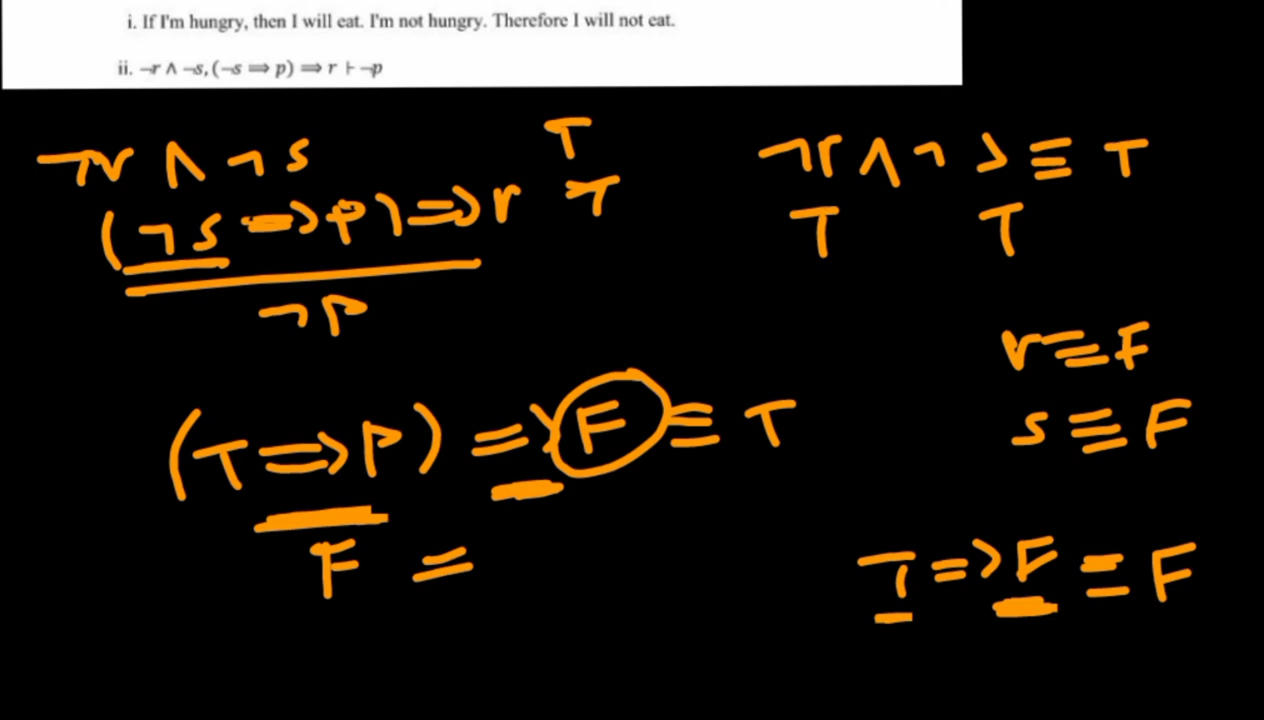 i. If I'm hungry, then I will eat. I'm not hungry. Therefore I will not eat.
ii. ¬r ∧ ¬s, (¬s ⟹ p) ⟹ r ⊢ ¬p
¬r ∧ ¬s T
(¬s ⟹ p) ⟹ r T
¬p
¬r ∧ ¬s ≡ T
T T
r ≡ F
s ≡ F
(T ⟹ P) ⟹ F ≡ T
F =
T ⟹ F ≡ F